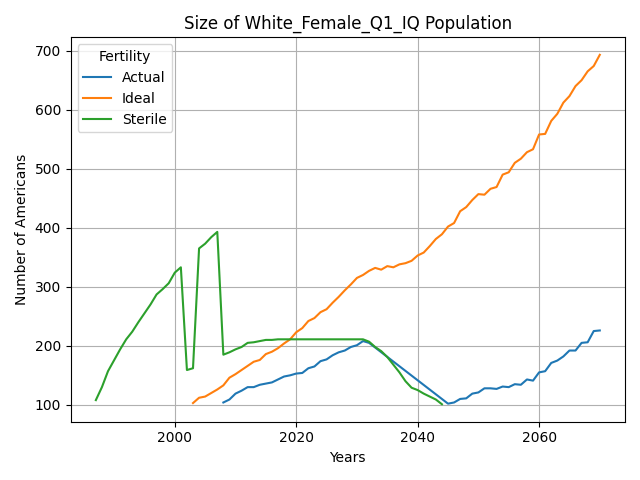 Size of White_Female_Q1_IQ Population
Fertility
Actual
Ideal
Sterile
Number of Americans
700
600
500
400
300
200
100
2000
2020
2040
2060
Years